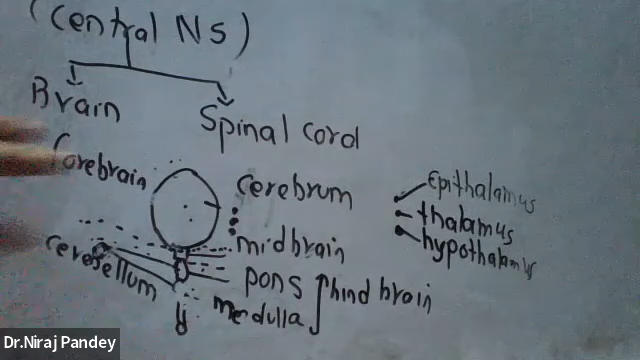 (Central NS)
Brain
Spinal cord
Forebrain
cerebrum
Epithalamus
thalamus
hypothalamus
midbrain
cerebellum
pons
hind brain
medulla
Dr.Niraj Pandey